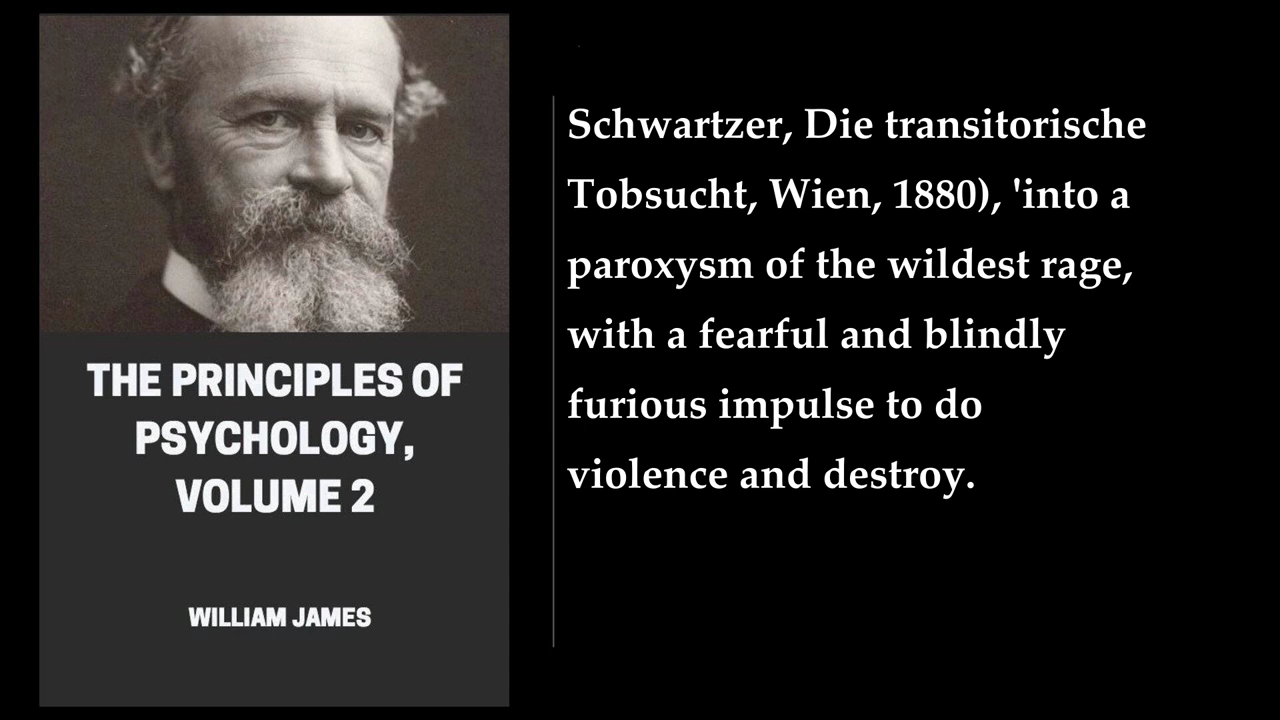 THE PRINCIPLES OF
PSYCHOLOGY,
VOLUME 2
WILLIAM JAMES
Schwartzer, Die transitorische
Tobsucht, Wien, 1880), 'into a
paroxysm of the wildest rage,
with a fearful and blindly
furious impulse to do
violence and destroy.